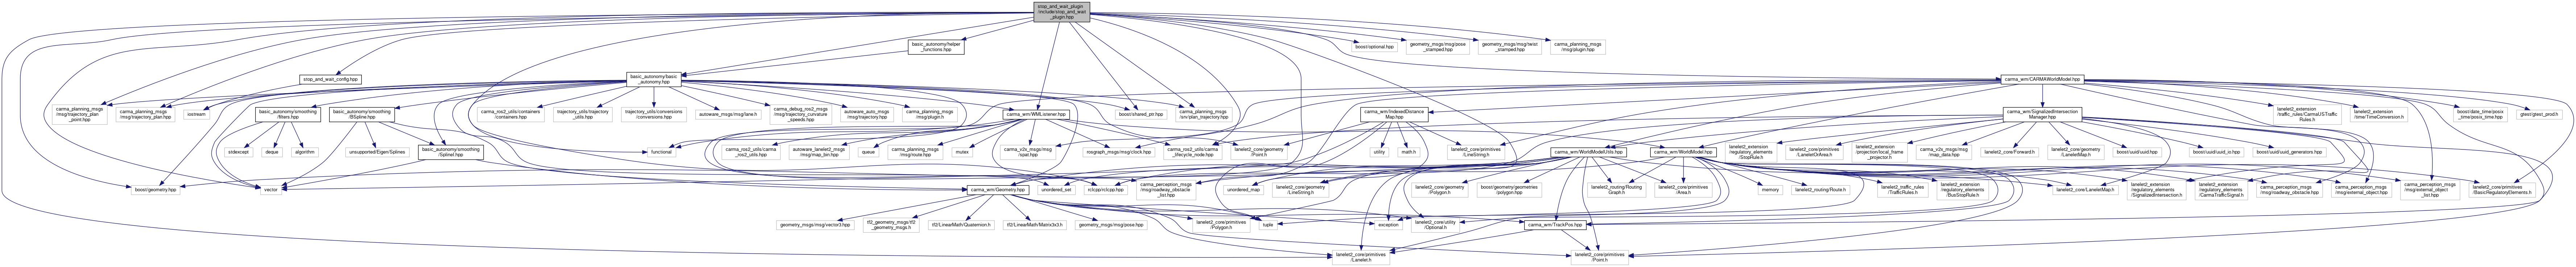 stop_and_wait_plugin
/include/stop_and_wait
_plugin.hpp
basic_autonomy/helper
_functions.hpp
boost/optional.hpp
geometry_msgs/msg/pose
_stamped.hpp
geometry_msgs/msg/twist
_stamped.hpp
carma_planning_msgs
/msg/plugin.hpp
stop_and_wait_config.hpp
basic_autonomy/basic
_autonomy.hpp
carma_wm/CARMAWorldModel.hpp
carma_planning_msgs
/msg/trajectory_plan
_point.hpp
carma_planning_msgs
/msg/trajectory_plan.hpp
iostream
basic_autonomy/smoothing
/filters.hpp
basic_autonomy/smoothing
/BSpline.hpp
carma_ros2_utils/containers
/containers.hpp
trajectory_utils/trajectory
_utils.hpp
trajectory_utils/conversions
/conversions.hpp
autoware_msgs/msg/lane.h
carma_debug_ros2_msgs
/msg/trajectory_curvature
_speeds.hpp
autoware_auto_msgs
/msg/trajectory.hpp
carma_planning_msgs
/msg/plugin.h
carma_wm/WMListener.hpp
boost/shared_ptr.hpp
carma_planning_msgs
/srv/plan_trajectory.hpp
carma_wm/IndexedDistance
Map.hpp
carma_wm/SignalizedIntersection
Manager.hpp
lanelet2_extension
/traffic_rules/CarmaUSTraffic
Rules.h
lanelet2_extension
/time/TimeConversion.h
boost/date_time/posix
_time/posix_time.hpp
gtest/gtest_prod.h
stdexcept
deque
algorithm
unsupported/Eigen/Splines
basic_autonomy/smoothing
/SplineI.hpp
functional
carma_ros2_utils/carma
_ros2_utils.hpp
autoware_lanelet2_msgs
/msg/map_bin.hpp
queue
carma_planning_msgs
/msg/route.hpp
mutex
carma_v2x_msgs/msg
/spat.hpp
rosgraph_msgs/msg/clock.hpp
carma_ros2_utils/carma
_lifecycle_node.hpp
lanelet2_core/geometry
/Point.h
utility
math.h
lanelet2_core/primitives
/LineString.h
carma_wm/WorldModelUtils.hpp
carma_wm/WorldModel.hpp
lanelet2_extension
/regulatory_elements
/StopRule.h
lanelet2_core/primitives
/LaneletOrArea.h
lanelet2_extension
/projection/local_frame
_projector.h
carma_v2x_msgs/msg
/map_data.hpp
lanelet2_core/Forward.h
lanelet2_core/geometry
/LaneletMap.h
boost/uuid/uuid.hpp
boost/uuid/uuid_io.hpp
boost/uuid/uuid_generators.hpp
boost/geometry.hpp
vector
carma_wm/Geometry.hpp
unordered_set
rclcpp/rclcpp.hpp
carma_perception_msgs
/msg/roadway_obstacle
_list.hpp
unordered_map
lanelet2_core/geometry
/LineString.h
lanelet2_core/geometry
/Polygon.h
boost/geometry/geometries
/polygon.hpp
lanelet2_routing/Routing
Graph.h
lanelet2_core/primitives
/Area.h
memory
lanelet2_routing/Route.h
lanelet2_traffic_rules
/TrafficRules.h
lanelet2_extension
/regulatory_elements
/BusStopRule.h
lanelet2_core/LaneletMap.h
lanelet2_extension
/regulatory_elements
/SignalizedIntersection.h
lanelet2_extension
/regulatory_elements
/CarmaTrafficSignal.h
carma_perception_msgs
/msg/roadway_obstacle.hpp
carma_perception_msgs
/msg/external_object.hpp
carma_perception_msgs
/msg/external_object
_list.hpp
lanelet2_core/primitives
/BasicRegulatoryElements.h
geometry_msgs/msg/vector3.hpp
tf2_geometry_msgs/tf2
_geometry_msgs.h
tf2/LinearMath/Quaternion.h
tf2/LinearMath/Matrix3x3.h
geometry_msgs/msg/pose.hpp
lanelet2_core/primitives
/Polygon.h
tuple
exception
lanelet2_core/utility
/Optional.h
carma_wm/TrackPos.hpp
lanelet2_core/primitives
/Lanelet.h
lanelet2_core/primitives
/Point.h